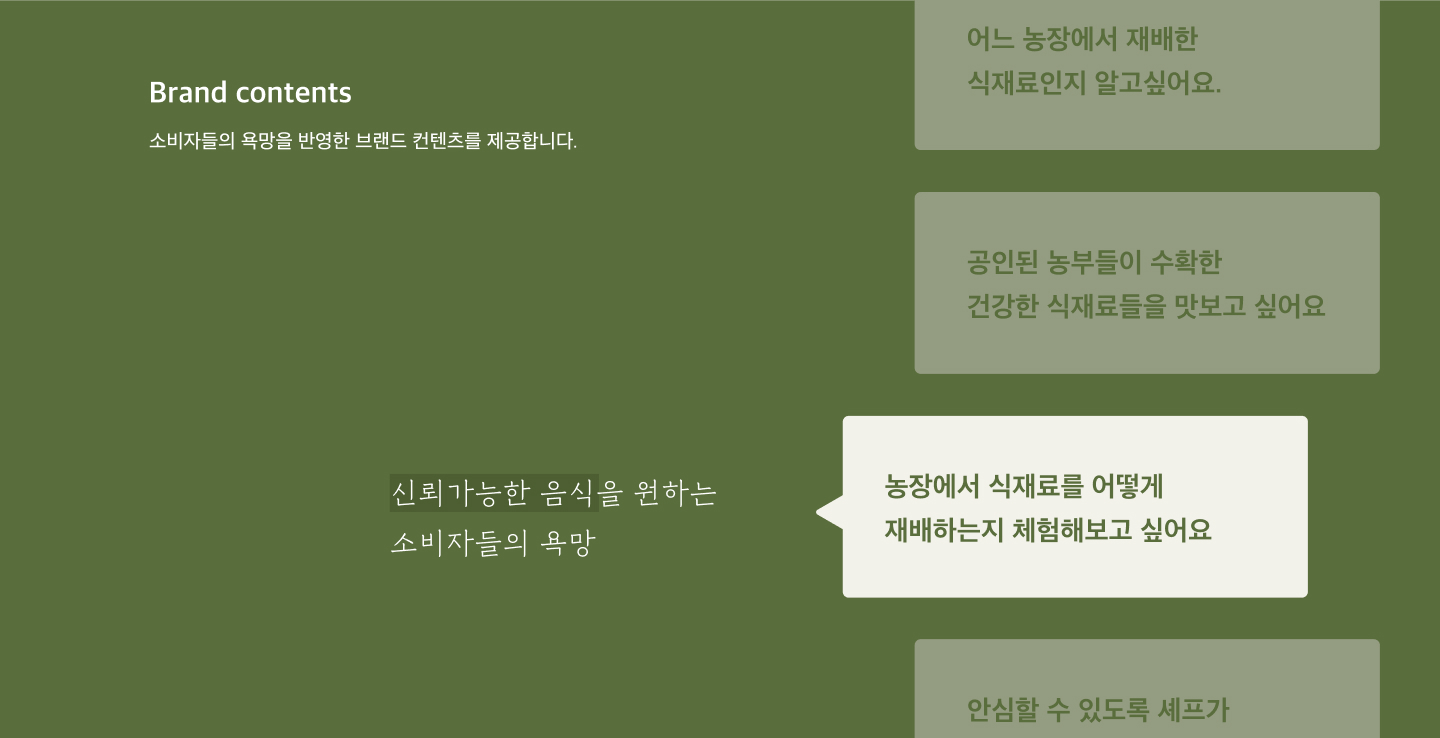 Brand contents
소비자들의 욕망을 반영한 브랜드 컨텐츠를 제공합니다.
신뢰가능한 음식을 원하는
소비자들의 욕망
어느 농장에서 재배한
식재료인지 알고싶어요.
공인된 농부들이 수확한
건강한 식재료들을 맛보고 싶어요
농장에서 식재료를 어떻게
재배하는지 체험해보고 싶어요
안심할 수 있도록 셰프가